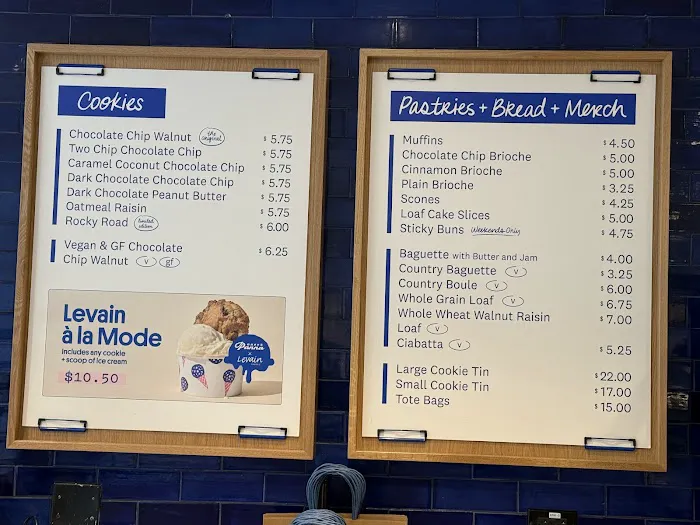 Cookies
Chocolate Chip Walnut the original $ 5.75
Two Chip Chocolate Chip $ 5.75
Caramel Coconut Chocolate Chip $ 5.75
Dark Chocolate Chocolate Chip $ 5.75
Dark Chocolate Peanut Butter $ 5.75
Oatmeal Raisin $ 5.75
Rocky Road limited edition $ 6.00
Vegan & GF Chocolate
Chip Walnut v gf $ 6.25
Levain
à la Mode
includes any cookie
+ scoop of ice cream
$10.50
Panna
x
Levain
Pastries + Bread + Merch
Muffins $ 4.50
Chocolate Chip Brioche $ 5.00
Cinnamon Brioche $ 5.00
Plain Brioche $ 3.25
Scones $ 4.25
Loaf Cake Slices $ 5.00
Sticky Buns Weekends Only $ 4.75
Baguette with Butter and Jam $ 4.00
Country Baguette v $ 3.25
Country Boule v $ 6.00
Whole Grain Loaf v $ 6.75
Whole Wheat Walnut Raisin $ 7.00
Loaf v
Ciabatta v $ 5.25
Large Cookie Tin $ 22.00
Small Cookie Tin $ 17.00
Tote Bags $ 15.00